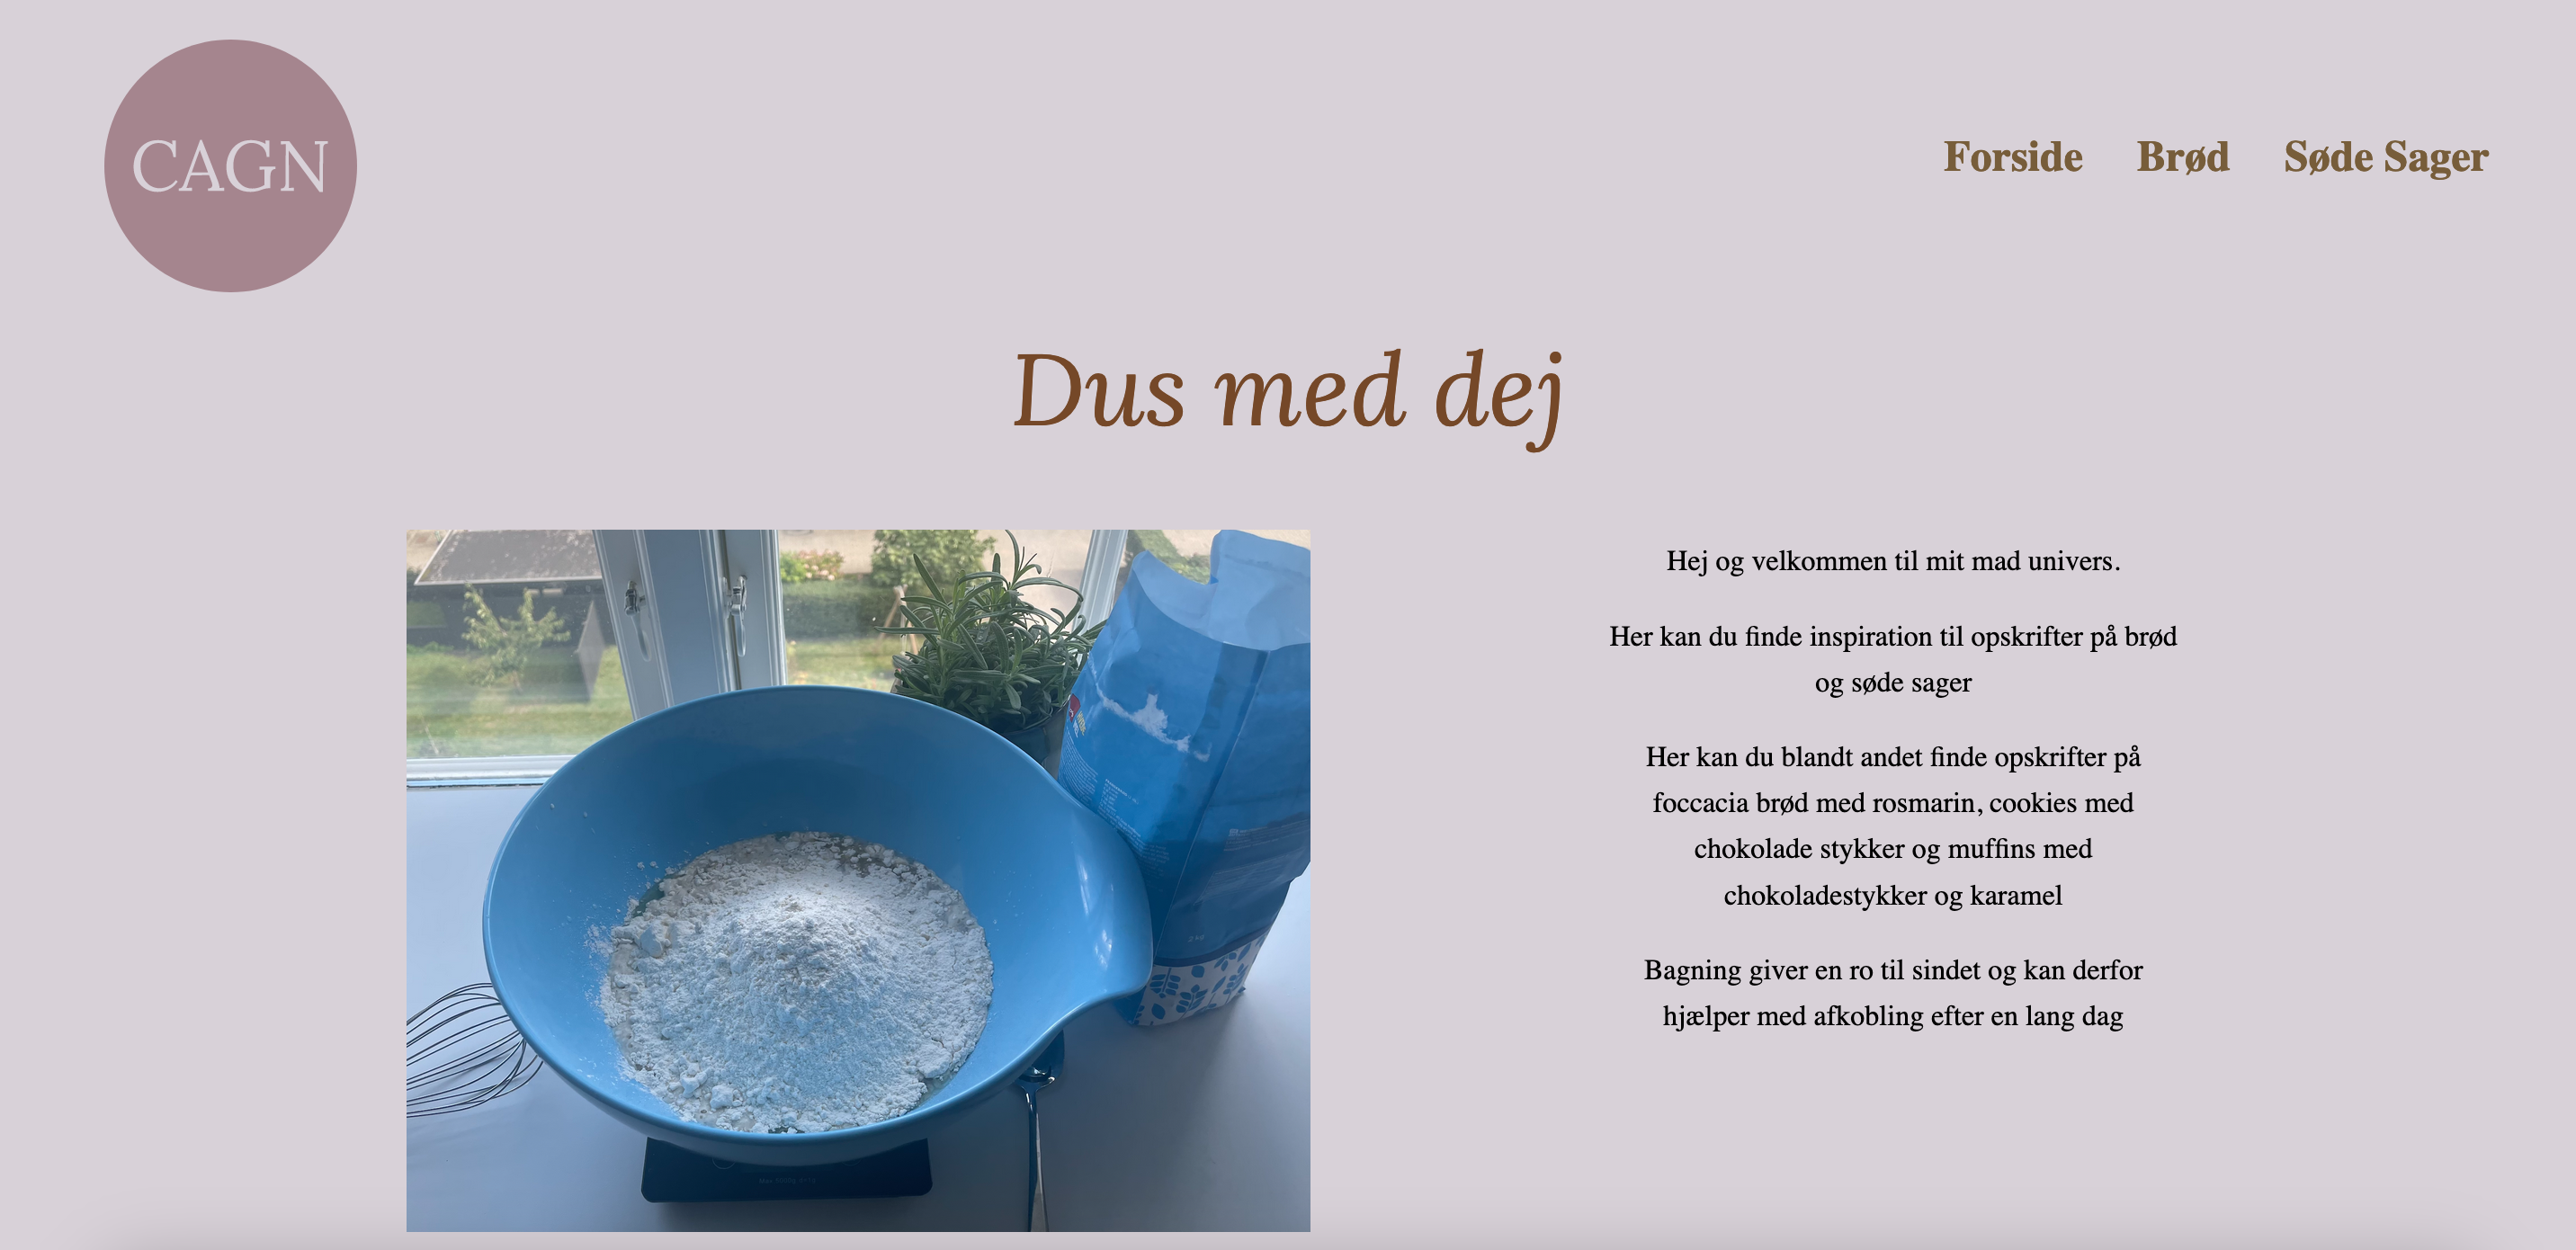 CAGN
Forside Brød Søde Sager
Dus med dej
Hej og velkommen til mit mad univers.
Her kan du finde inspiration til opskrifter på brød
og søde sager
Her kan du blandt andet finde opskrifter på
foccacia brød med rosmarin, cookies med
chokolade stykker og muffins med
chokoladestykker og karamel
Bagning giver en ro til sindet og kan derfor
hjælper med afkobling efter en lang dag